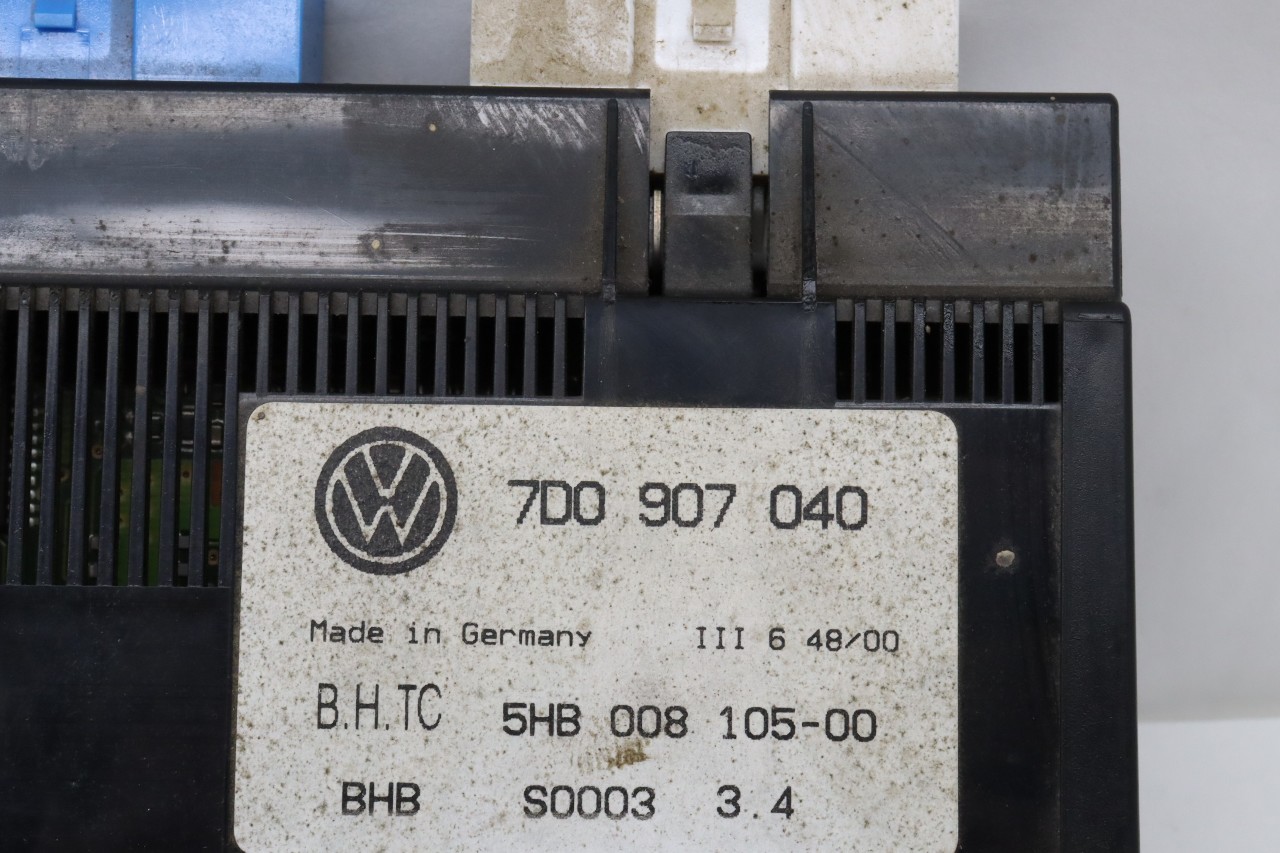 7D0 907 040
Made in Germany III 6 48/00
B.H.TC 5HB 008 105-00
BHB S0003 3.4